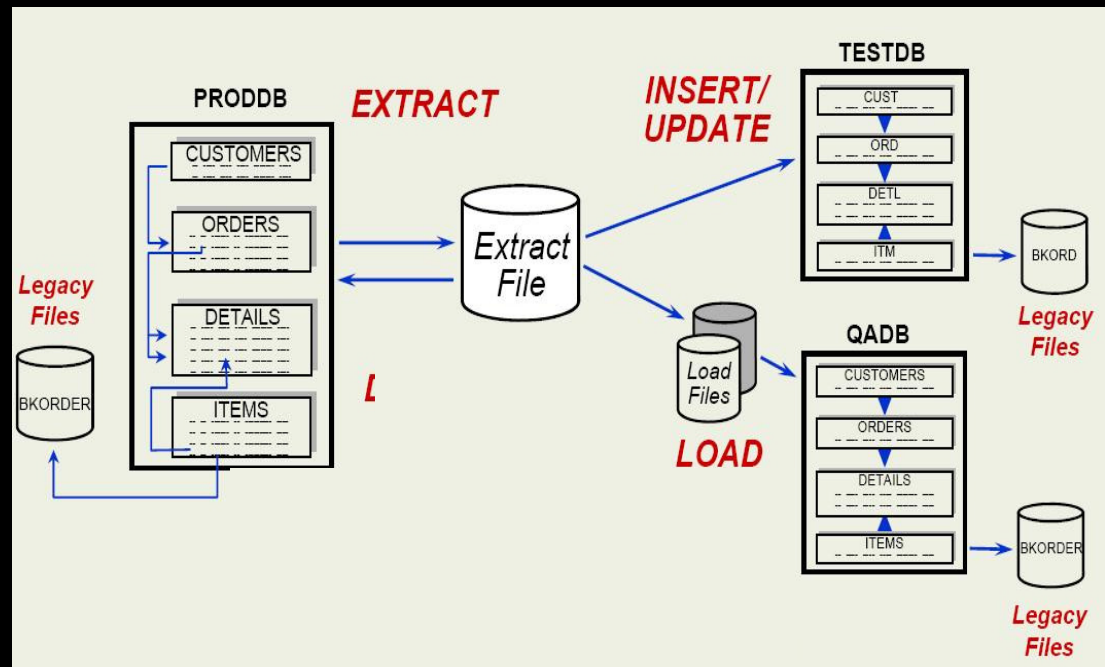 PRODDB
EXTRACT
CUSTOMERS
ORDERS
DETAILS
ITEMS
Legacy
Files
BKORDER
Extract
File
INSERT/
UPDATE
TESTDB
CUST
ORD
DETL
ITM
BKORD
Legacy
Files
Load
Files
LOAD
QADB
CUSTOMERS
ORDERS
DETAILS
ITEMS
BKORDER
Legacy
Files